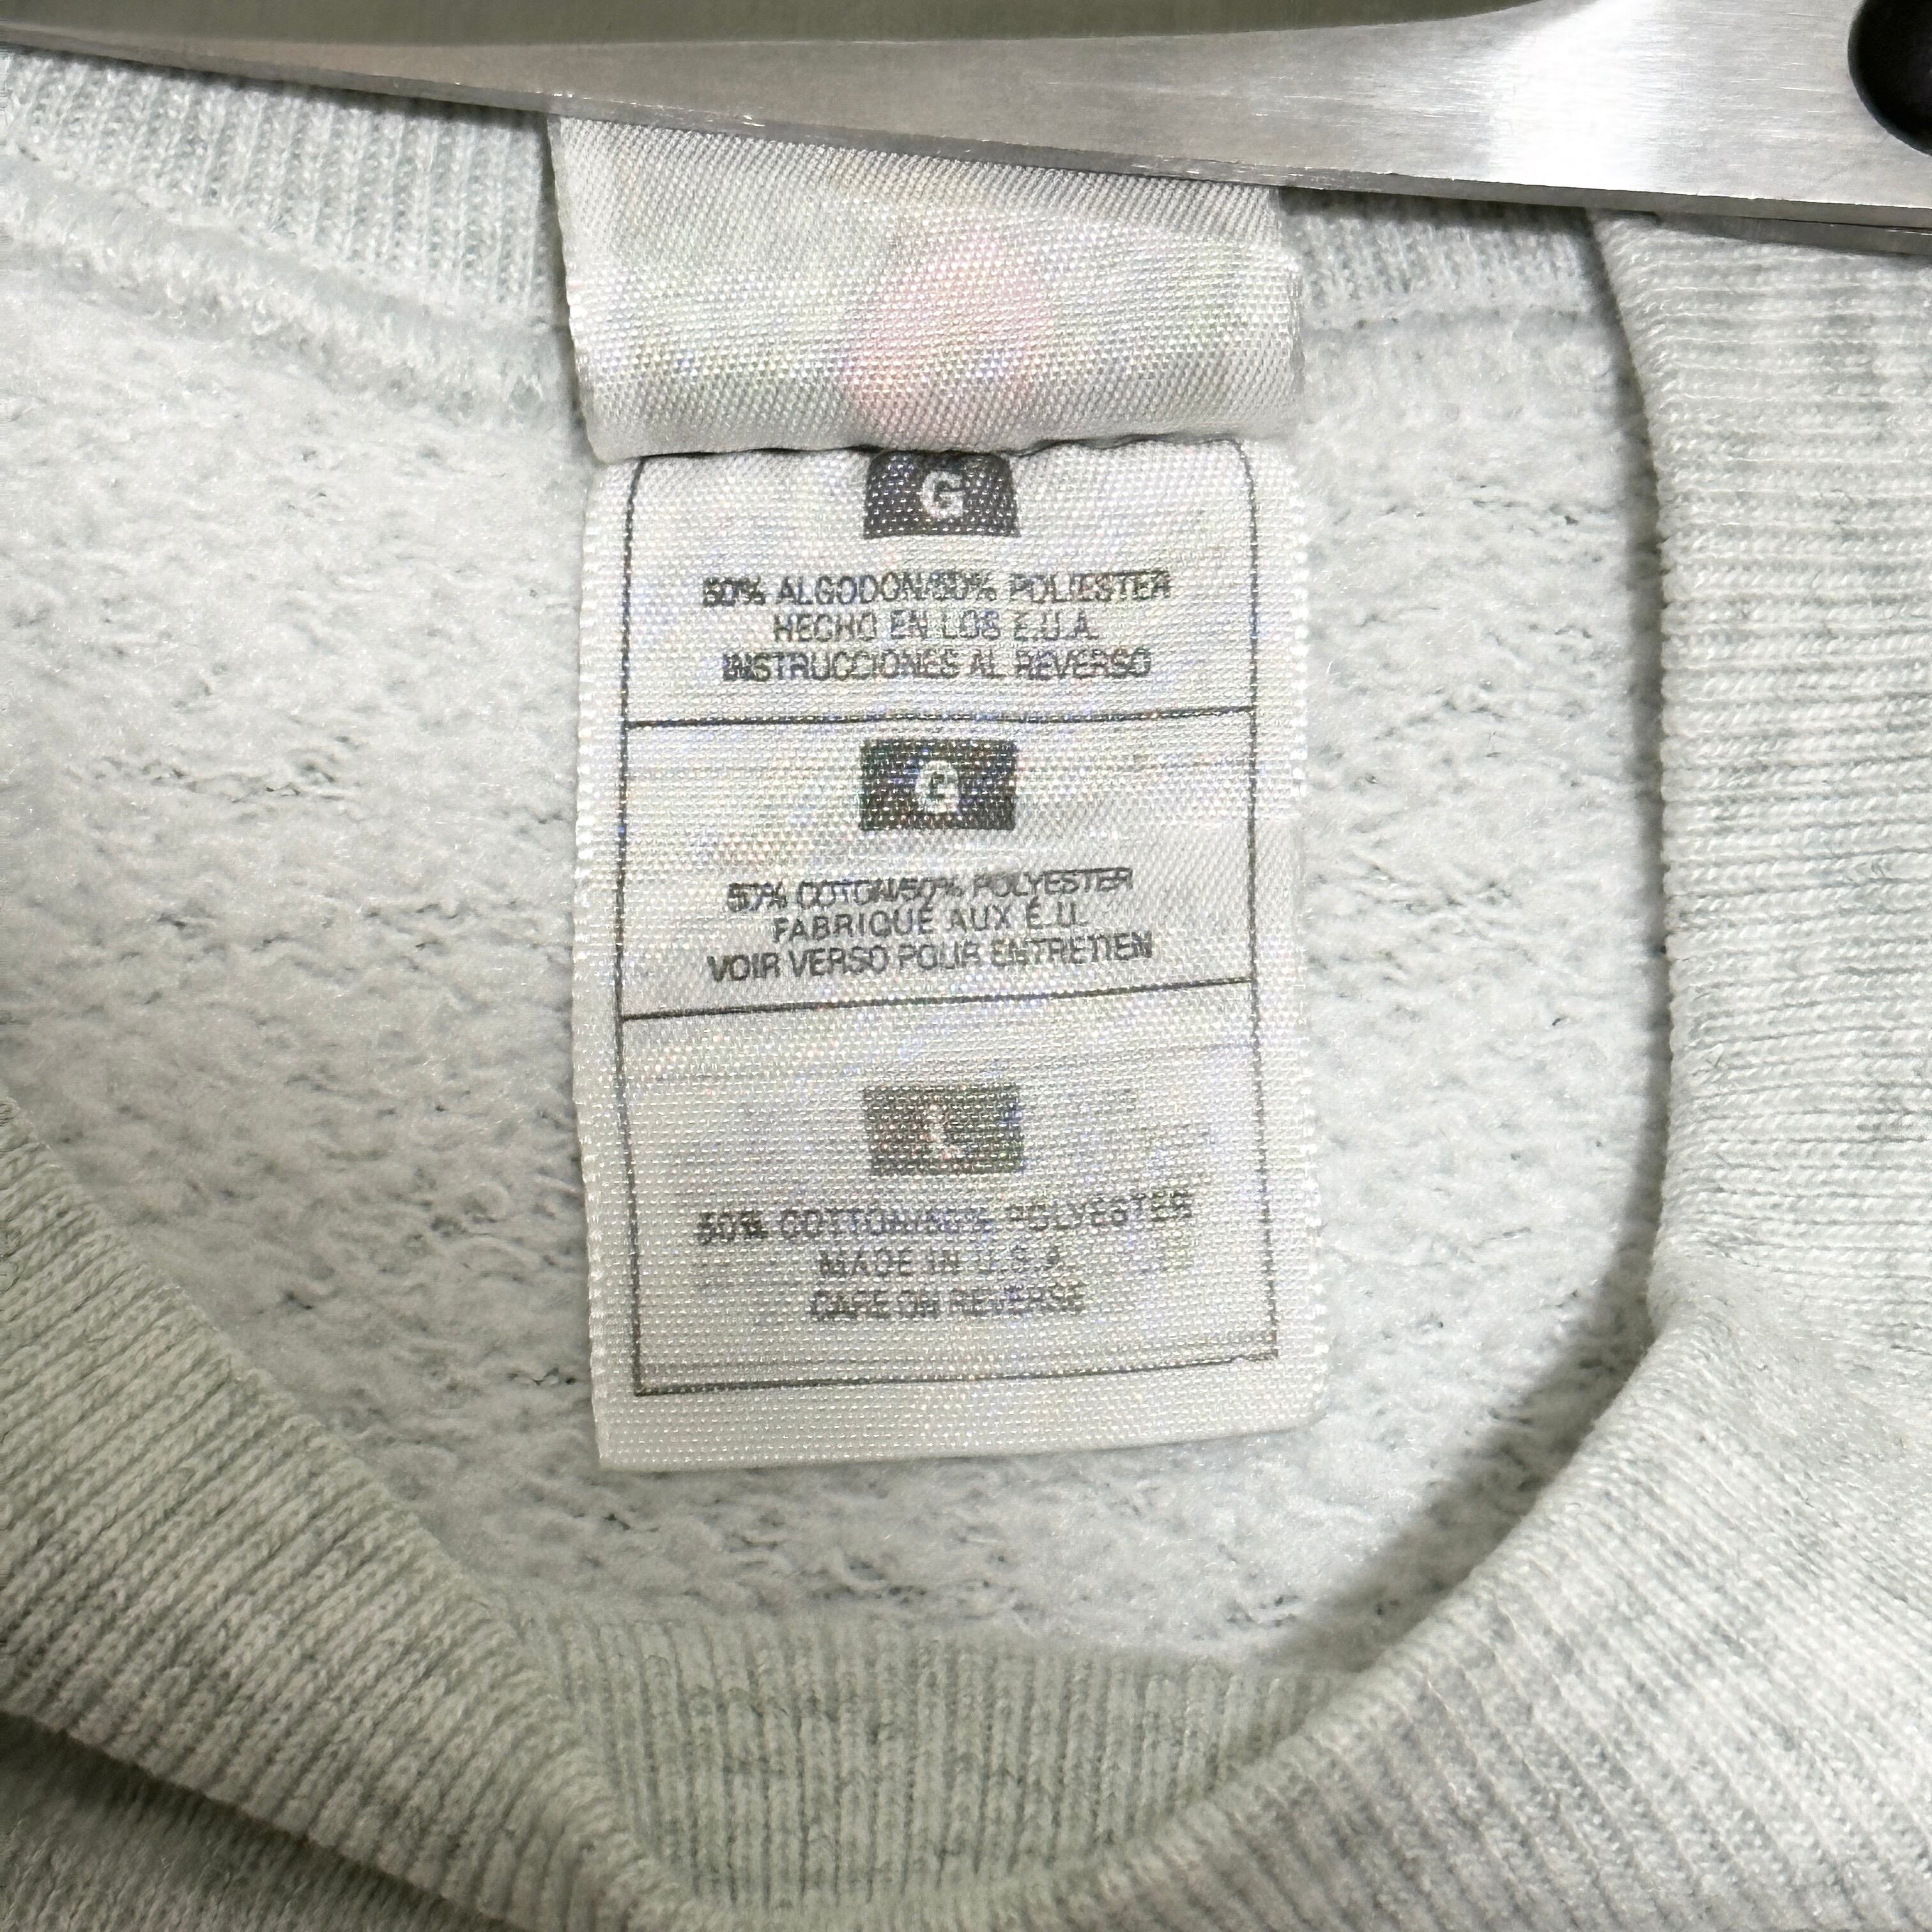 G
50% ALGODON/50% POLIESTER
HECHO EN LOS E.U.A.
INSTRUCCIONES AL REVERSO
G
50% COTON/50% POLYESTER
FABRIQUÉ AUX É.U.
VOIR VERSO POUR ENTRETIEN
L
50% COTTON/50% POLYESTER
MADE IN U.S.A.
CARE ON REVERSE